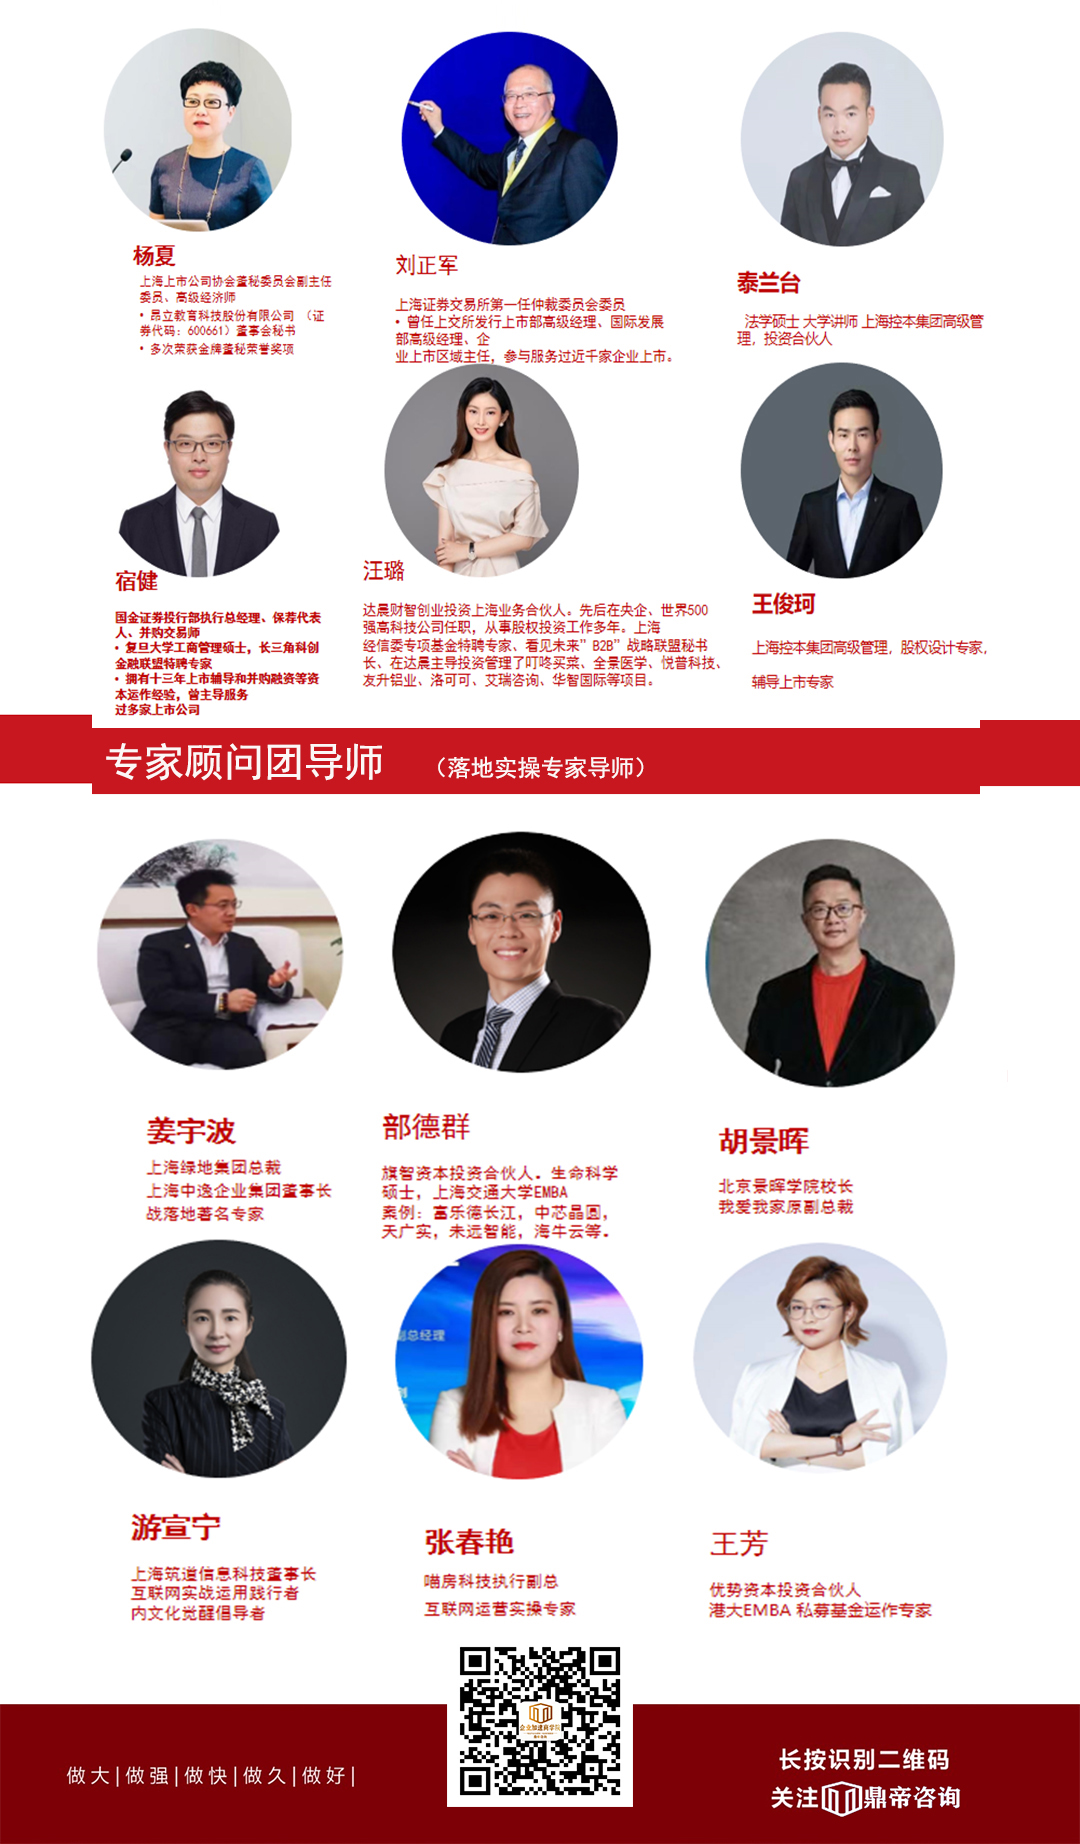 杨夏
上海上市公司协会董秘委员会副主任
委员、高级经济师
• 昂立教育科技股份有限公司 （证
券代码：600661）董事会秘书
• 多次荣获金牌董秘荣誉奖项
刘正军
上海证券交易所第一任仲裁委员会委员
• 曾任上交所发行上市部高级经理、国际发展
部高级经理、企
业上市区域主任，参与服务过近千家企业上市。
泰兰台
法学硕士 大学讲师 上海控本集团高级管
理，投资合伙人
宿健
国金证券投行部执行总经理、保荐代表
人、并购交易师
• 复旦大学工商管理硕士，长三角科创
金融联盟特聘专家
• 拥有十三年上市辅导和并购融资等资
本运作经验，曾主导服务
过多家上市公司
汪璐
达晨财智创业投资上海业务合伙人。先后在央企、世界500
强高科技公司任职，从事股权投资工作多年。上海
经信委专项基金特聘专家、看见未来”B2B”战略联盟秘书
长、在达晨主导投资管理了叮咚买菜、全景医学、悦普科技、
友升铝业、洛可可、艾瑞咨询、华智国际等项目。
王俊珂
上海控本集团高级管理，股权设计专家，
辅导上市专家
专家顾问团导师 （落地实操专家导师）
姜宇波
上海绿地集团总裁
上海中逸企业集团董事长
战落地著名专家
部德群
旗智资本投资合伙人. 生命科学
硕士，上海交通大学EMBA
案例：富乐德长江，中芯晶圆，
天广实，未远智能，海牛云等.
胡景晖
北京景晖学院校长
我爱我家原副总裁
副总经理
游宣宁
上海筑道信息科技董事长
互联网实战运用践行者
内文化觉醒倡导者
张春艳
喵房科技执行副总
互联网运营实操专家
王芳
优势资本投资合伙人
港大EMBA 私募基金运作专家
企业加速商学院
做大|做强|做快|做久|做好|
长按识别二维码
关注 鼎帝咨询